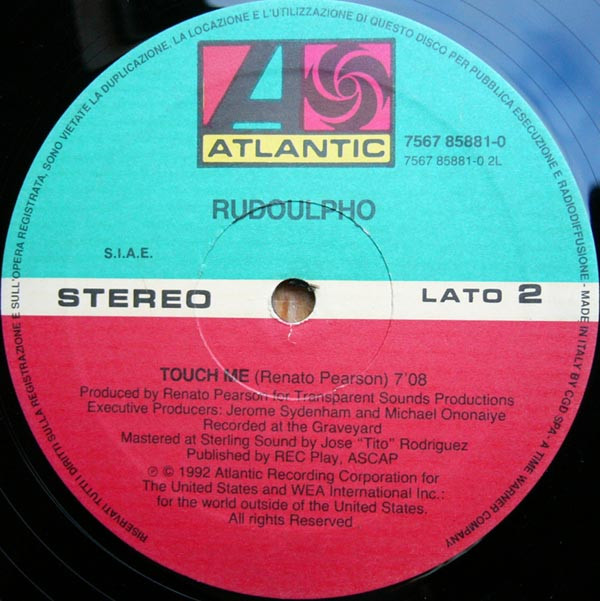 RISERVATI TUTTI I DIRITTI SULLA REGISTRAZIONE E SULL'OPERA REGISTRATA. SONO VIETATE LA DUPLICAZIONE, LA LOCAZIONE E L'UTILIZZAZIONE DI QUESTO DISCO PER PUBBLICA ESECUZIONE E RADIODIFFUSIONE - MADE IN ITALY BY CGD SPA - A TIME WARNER COMPANY
A
ATLANTIC
7567 85881-0
7567 85881-0 2L
RUDOULPHO
S.I.A.E.
STEREO LATO 2
TOUCH ME (Renato Pearson) 7'08
Produced by Renato Pearson for Transparent Sounds Productions
Executive Producers: Jerome Sydenham and Michael Ononaiye
Recorded at the Graveyard
Mastered at Sterling Sound by Jose "Tito" Rodriguez
Published by REC Play, ASCAP
℗ © 1992 Atlantic Recording Corporation for
The United States and WEA International Inc.:
for the world outside of the United States.
All rights Reserved